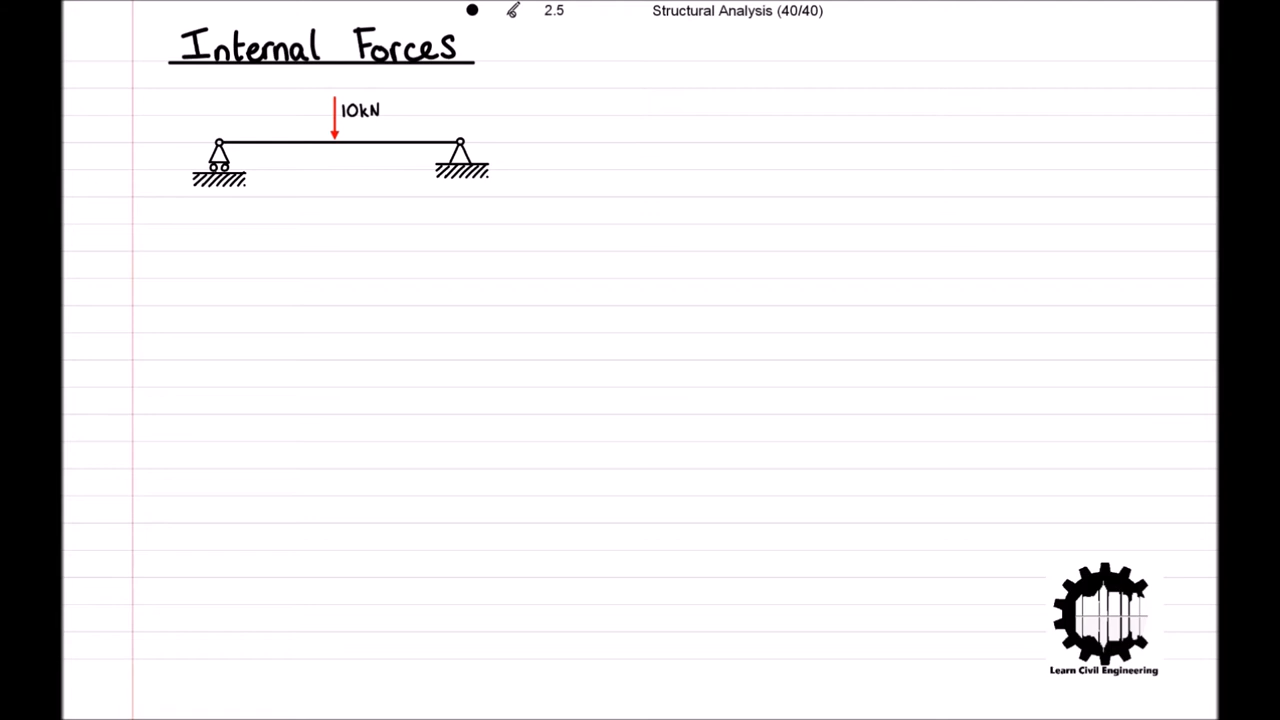 2.5 Structural Analysis (40/40)
Internal Forces
10kN
Learn Civil Engineering